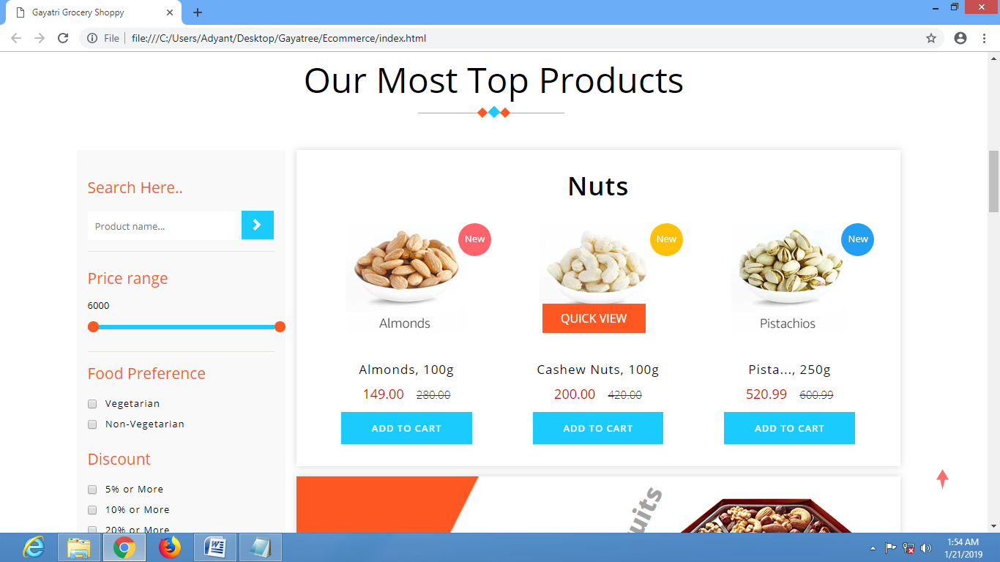 Gayatri Grocery Shoppy
File file:///C:/Users/Adyant/Desktop/Gayatree/Ecommerce/index.html
Our Most Top Products
Search Here..
Product name...
Price range
6000
Food Preference
Vegetarian
Non-Vegetarian
Discount
5% or More
10% or More
20% or More
Nuts
New New New
Almonds QUICK VIEW Pistachios
Almonds, 100g Cashew Nuts, 100g Pista..., 250g
149.00 280.00 200.00 420.00 520.99 600.99
ADD TO CART ADD TO CART ADD TO CART
uits
1:54 AM
1/21/2019